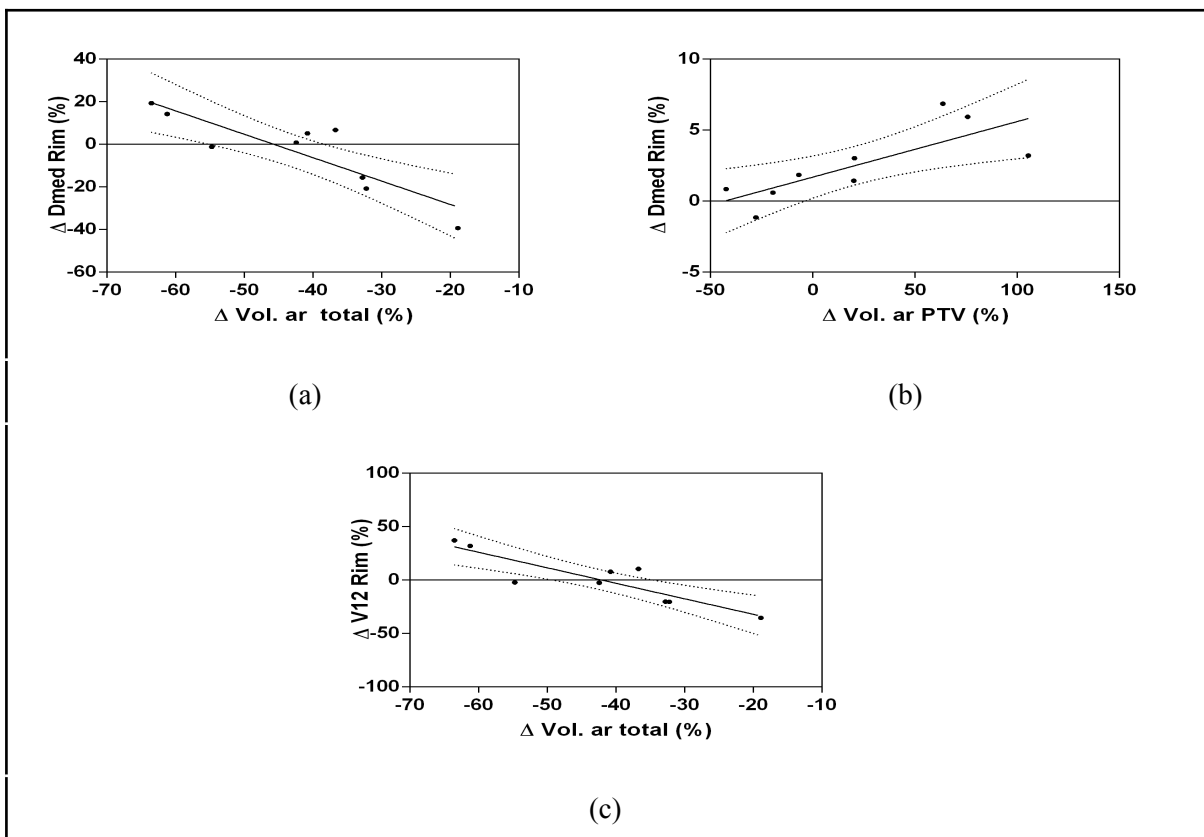 40
20
0
-20
-40
-60
Δ Dmed Rim (%)
-70 -60 -50 -40 -30 -20 -10
Δ Vol. ar total (%)
(a)
10
5
0
-5
Δ Dmed Rim (%)
-50 0 50 100 150
Δ Vol. ar PTV (%)
(b)
100
50
0
-50
-100
Δ V12 Rim (%)
-70 -60 -50 -40 -30 -20 -10
Δ Vol. ar total (%)
(c)